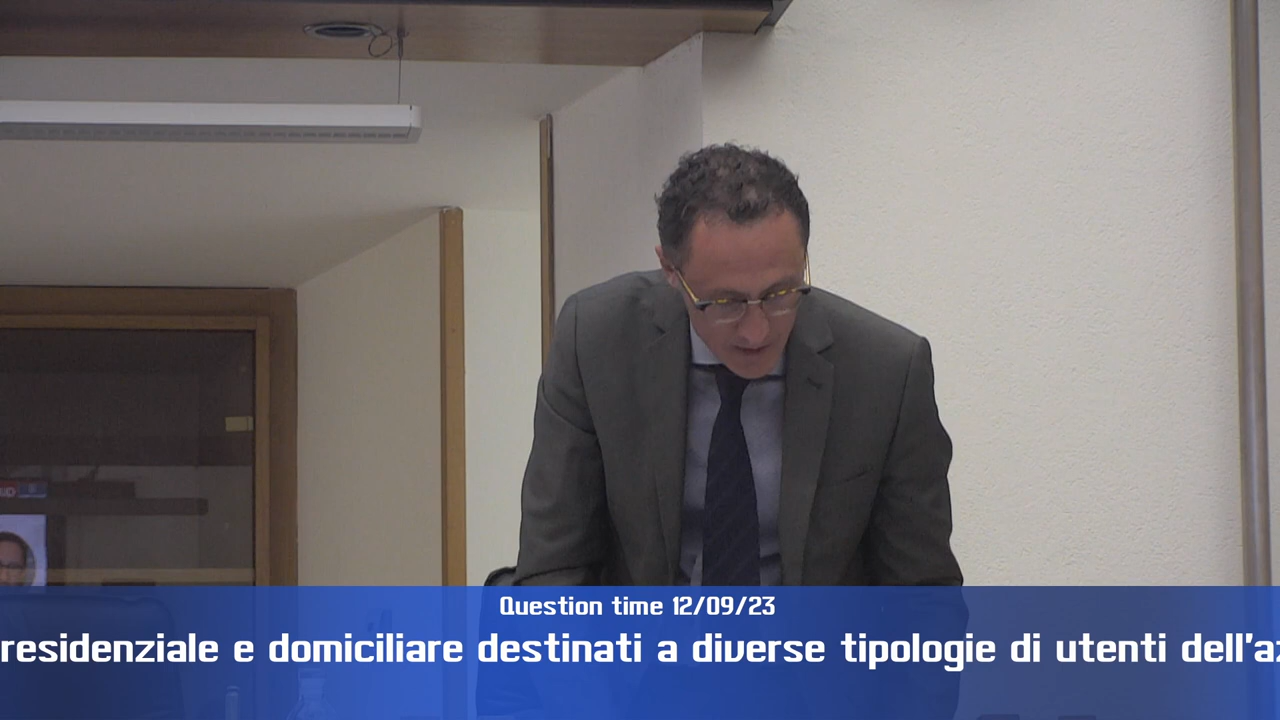 Question time 12/09/23
residenziale e domiciliare destinati a diverse tipologie di utenti dell'az